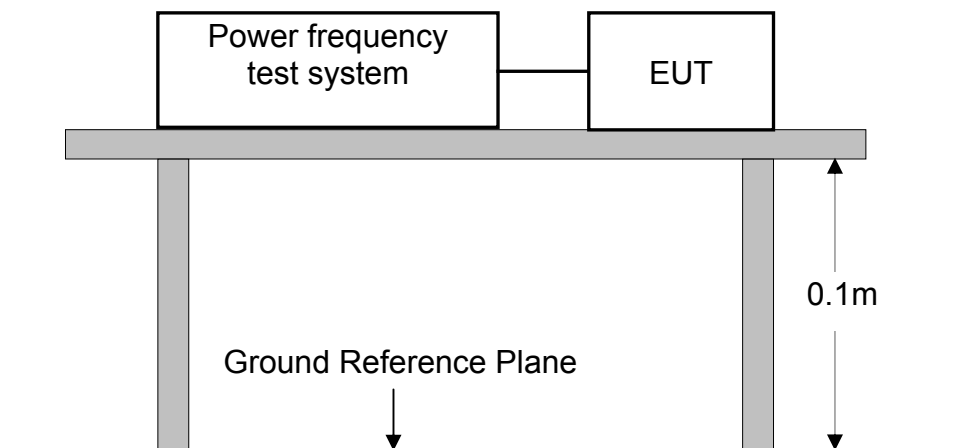 Power frequency
test system
EUT
0.1m
Ground Reference Plane